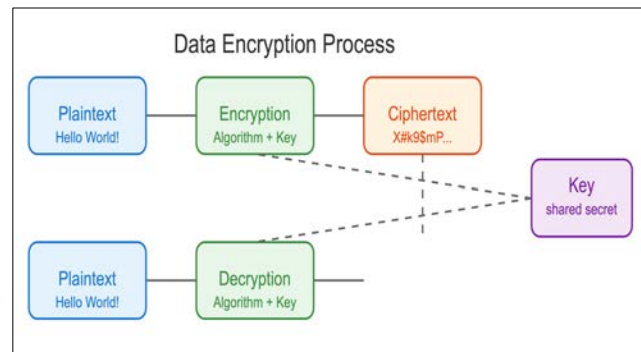 Data Encryption Process
Plaintext
Hello World!
Encryption
Algorithm + Key
Ciphertext
X#k9$mP...
Key
shared secret
Plaintext
Hello World!
Decryption
Algorithm + Key